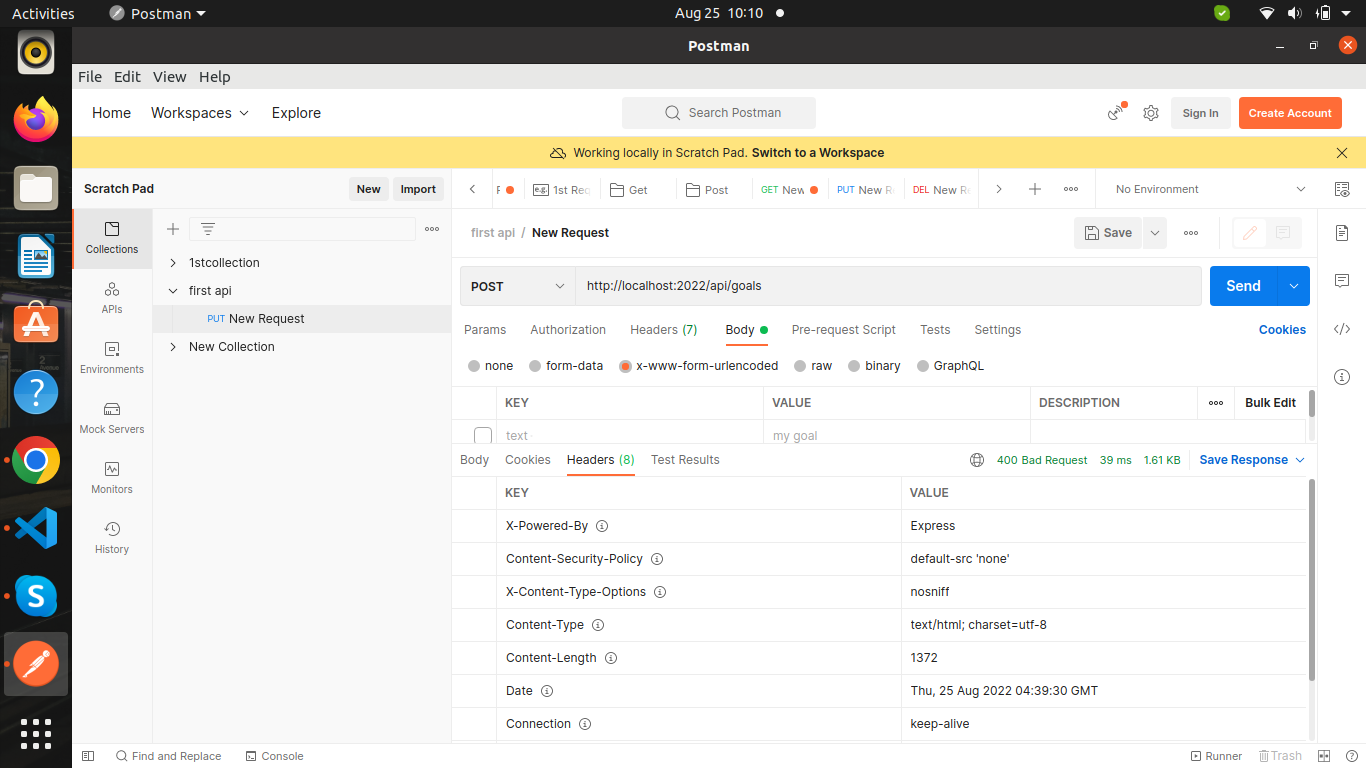 Activities Postman Aug 25 10:10
Postman
File Edit View Help
Home Workspaces Explore Search Postman Sign In Create Account
Working locally in Scratch Pad. Switch to a Workspace
Scratch Pad New Import
e.g. 1st Req Get Post GET New PUT New R DEL New R No Environment
Collections
APIs
Environments
Mock Servers
Monitors
History
1stcollection
first api
PUT New Request
New Collection
first api / New Request Save
POST http://localhost:2022/api/goals Send
Params Authorization Headers (7) Body Pre-request Script Tests Settings Cookies
none form-data x-www-form-urlencoded raw binary GraphQL
KEY VALUE DESCRIPTION Bulk Edit
text my goal
Body Cookies Headers (8) Test Results 400 Bad Request 39 ms 1.61 KB Save Response
KEY VALUE
X-Powered-By Express
Content-Security-Policy default-src 'none'
X-Content-Type-Options nosniff
Content-Type text/html; charset=utf-8
Content-Length 1372
Date Thu, 25 Aug 2022 04:39:30 GMT
Connection keep-alive
Find and Replace Console Runner Trash